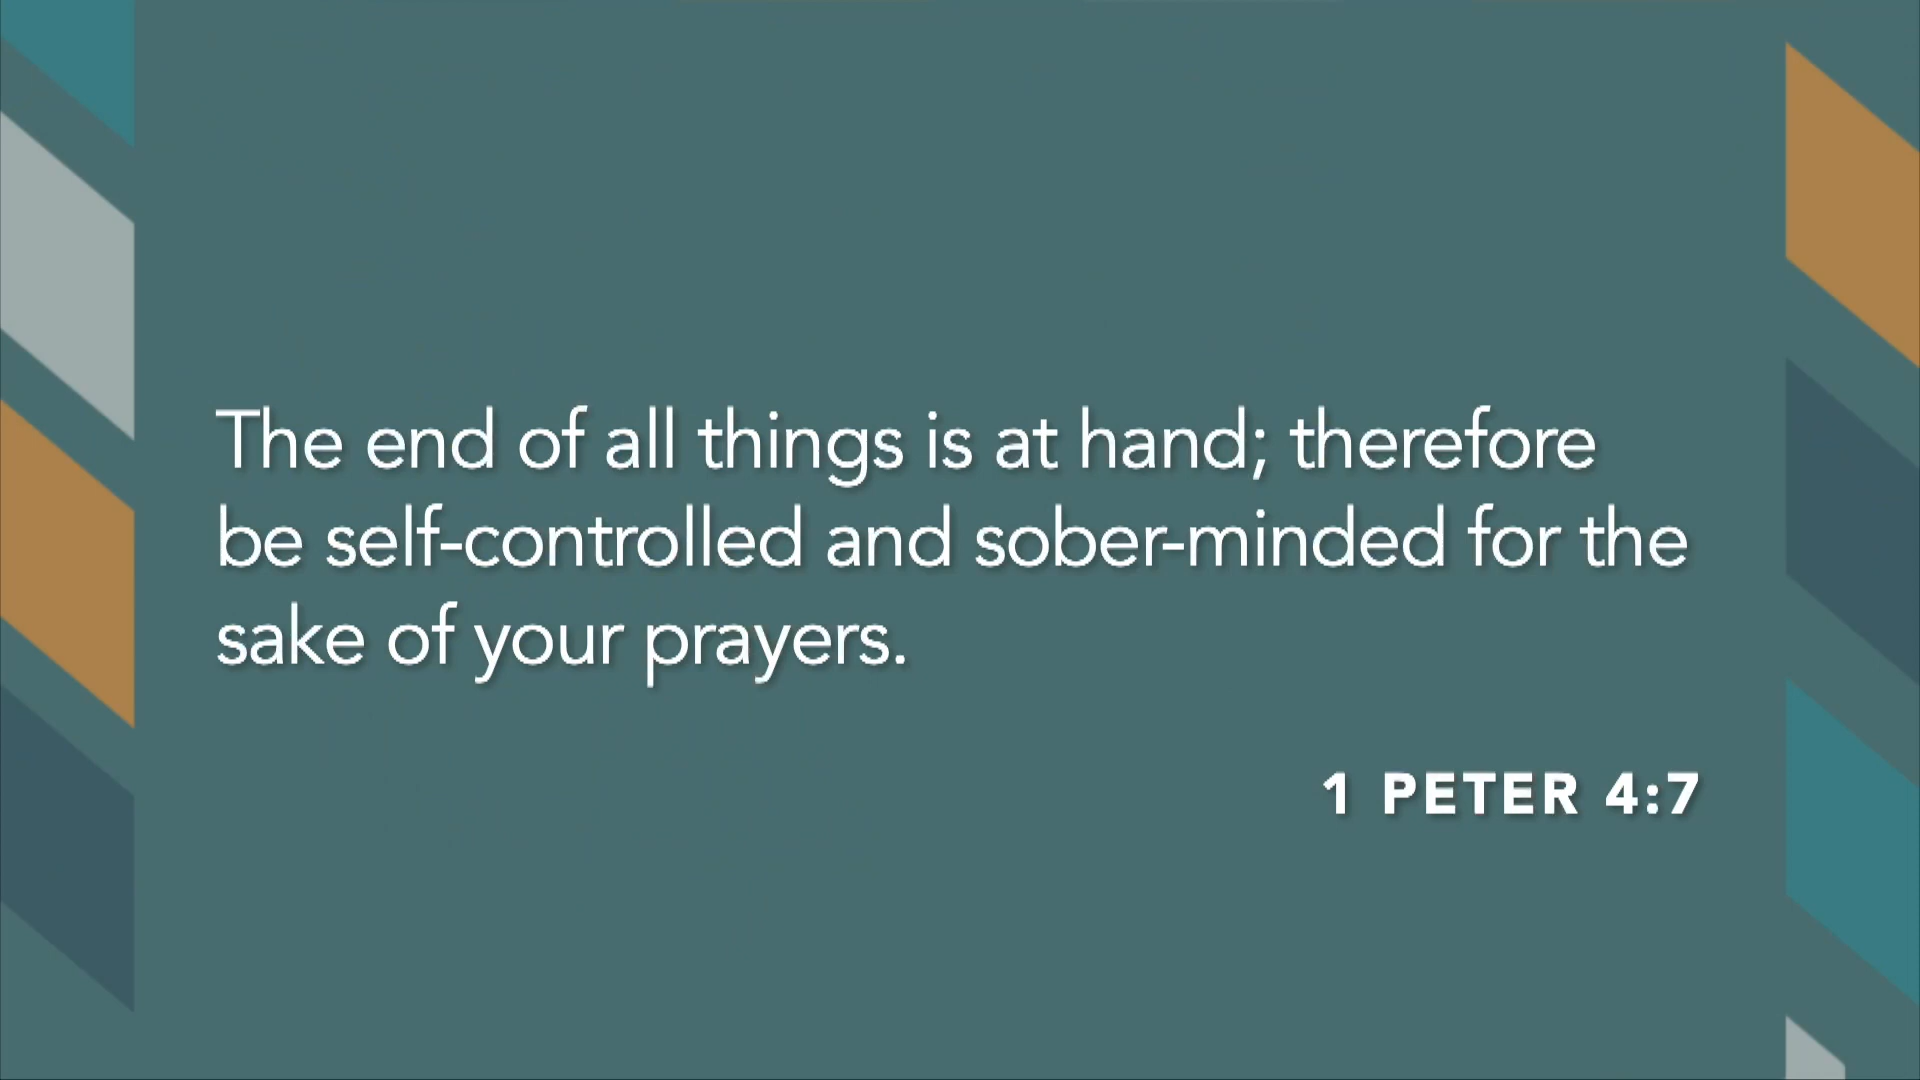 The end of all things is at hand; therefore
be self-controlled and sober-minded for the
sake of your prayers.
1 PETER 4:7